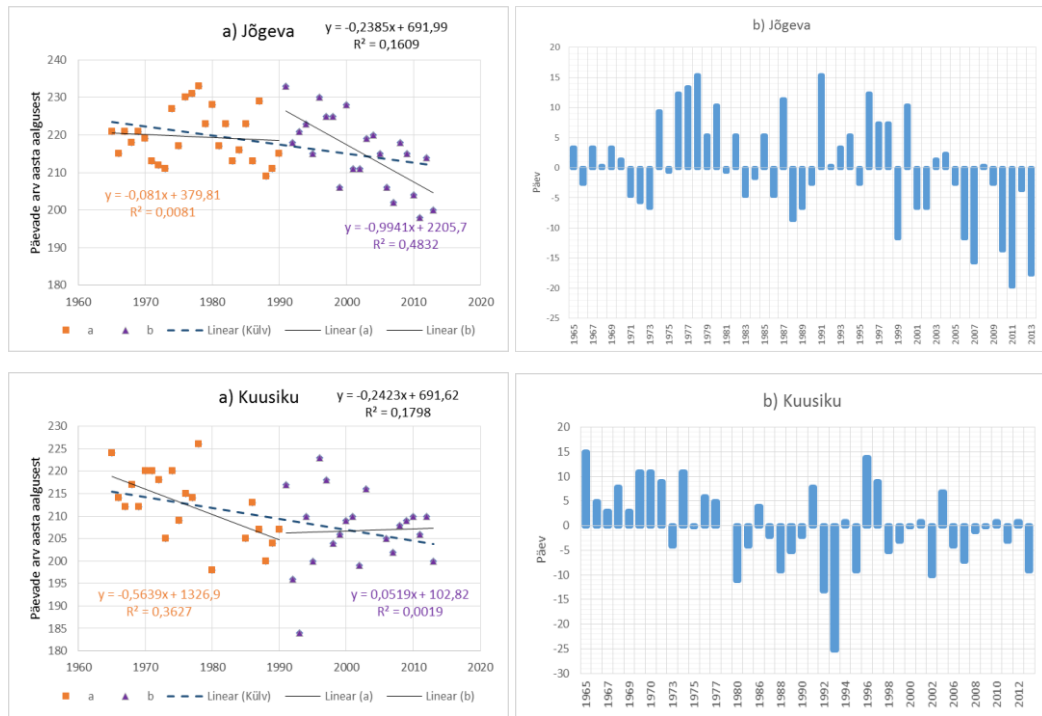 a) Jõgeva
y = -0,2385x + 691,99
R² = 0,1609
Päevade arv aasta aalgusest
240
230
220
210
200
190
180
y = -0,081x + 379,81
R² = 0,0081
y = -0,9941x + 2205,7
R² = 0,4832
1960 1970 1980 1990 2000 2010 2020
a b Linear (Külv) Linear (a) Linear (b)
b) Jõgeva
Päev
20
15
10
5
0
-5
-10
-15
-20
-25
1965 1967 1969 1971 1973 1975 1977 1979 1981 1983 1985 1987 1989 1991 1993 1995 1997 1999 2001 2003 2005 2007 2009 2011 2013
a) Kuusiku
y = -0,2423x + 691,62
R² = 0,1798
Päevade arv aasta aalgusest
230
225
220
215
210
205
200
195
190
185
180
y = -0,5639x + 1326,9
R² = 0,3627
y = 0,0519x + 102,82
R² = 0,0019
1960 1970 1980 1990 2000 2010 2020
a b Linear (Külv) Linear (a) Linear (b)
b) Kuusiku
Päev
20
15
10
5
0
-5
-10
-15
-20
-25
-30
1965 1967 1969 1970 1973 1975 1977 1980 1986 1988 1990 1992 1994 1996 1998 2000 2002 2006 2008 2010 2012